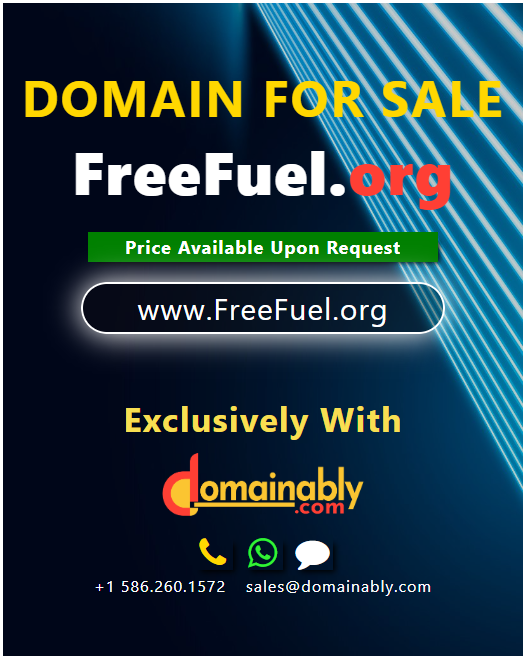 DOMAIN FOR SALE
FreeFuel.org
Price Available Upon Request
www.FreeFuel.org
Exclusively With
domainably
.com
+1 586.260.1572 sales@domainably.com